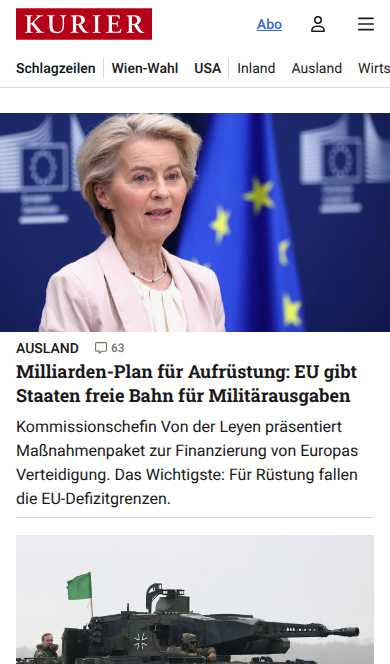 KURIER
Abo
Schlagzeilen Wien-Wahl USA Inland Ausland Wirts
AUSLAND 63
Milliarden-Plan für Aufrüstung: EU gibt
Staaten freie Bahn für Militärausgaben
Kommissionschefin Von der Leyen präsentiert
Maßnahmenpaket zur Finanzierung von Europas
Verteidigung. Das Wichtigste: Für Rüstung fallen
die EU-Defizitgrenzen.